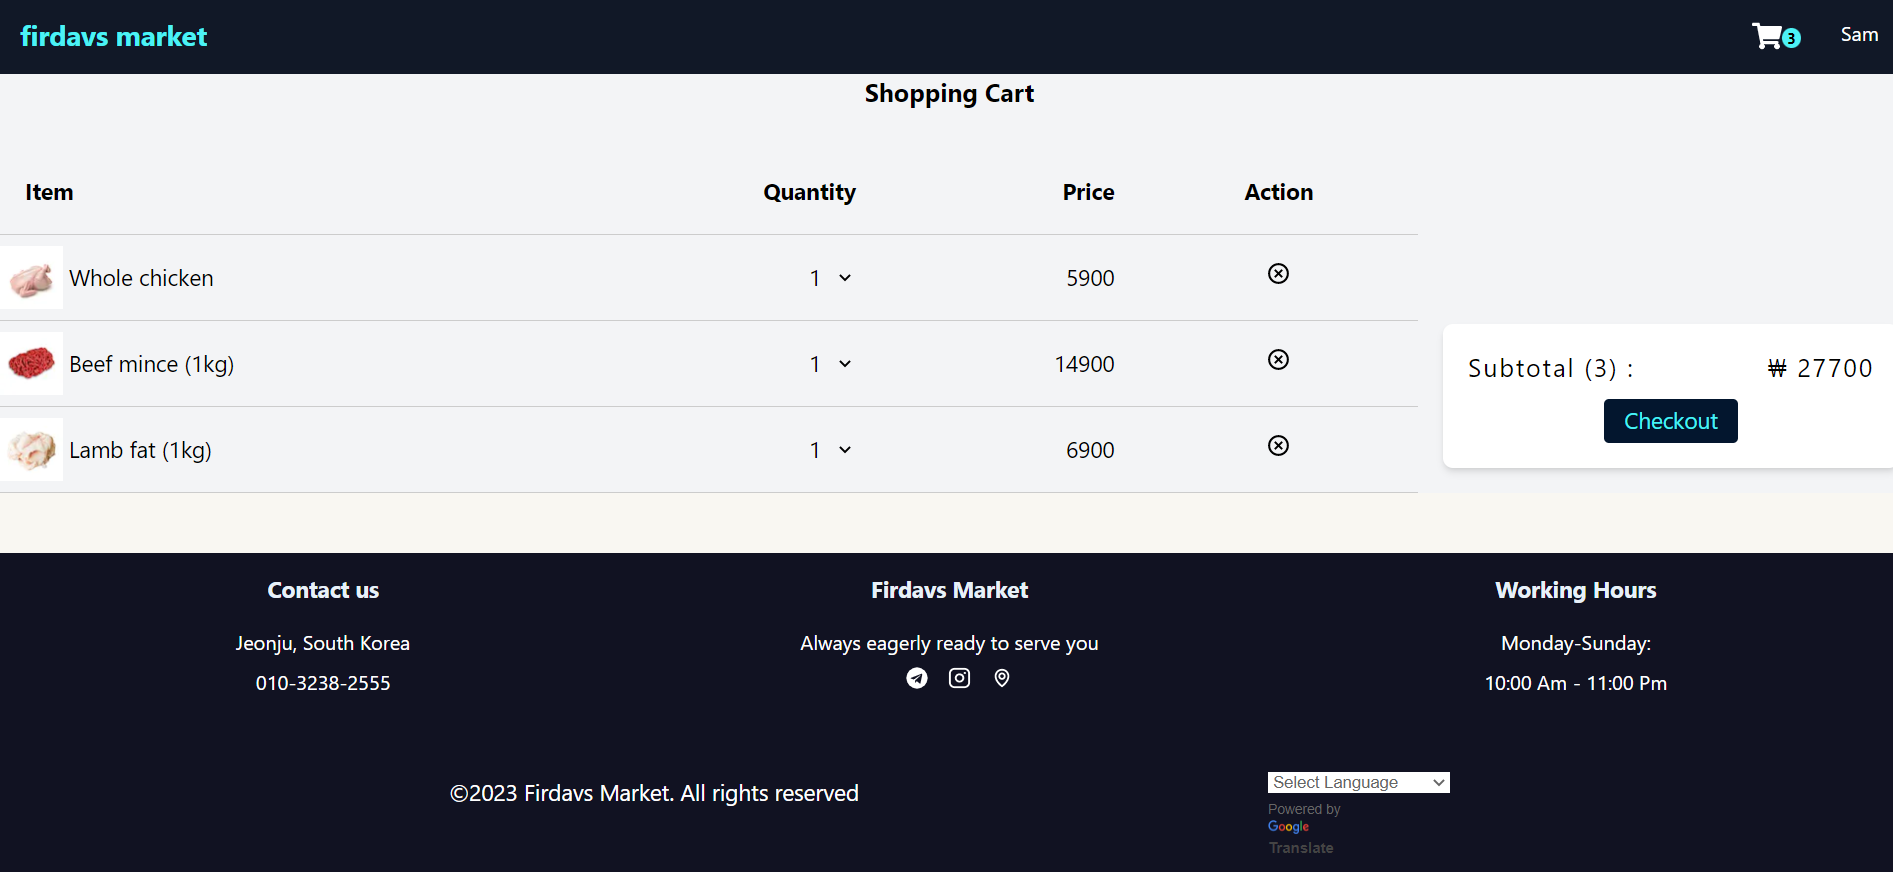 firdavs market
3
Sam
Shopping Cart
Item Quantity Price Action
Whole chicken 1 5900
Beef mince (1kg) 1 14900
Lamb fat (1kg) 1 6900
Subtotal (3) : ₩ 27700
Checkout
Contact us
Jeonju, South Korea
010-3238-2555
Firdavs Market
Always eagerly ready to serve you
Working Hours
Monday-Sunday:
10:00 Am - 11:00 Pm
©2023 Firdavs Market. All rights reserved
Select Language
Powered by
Google
Translate